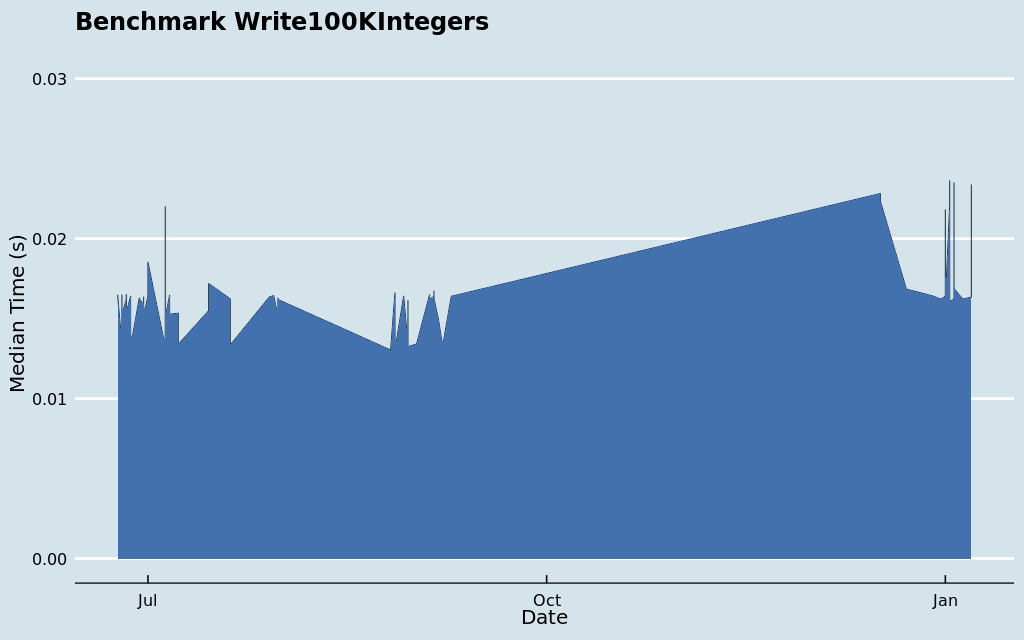 Benchmark Write100KIntegers
Median Time (s)
0.03
0.02
0.01
0.00
Jul
Oct
Jan
Date